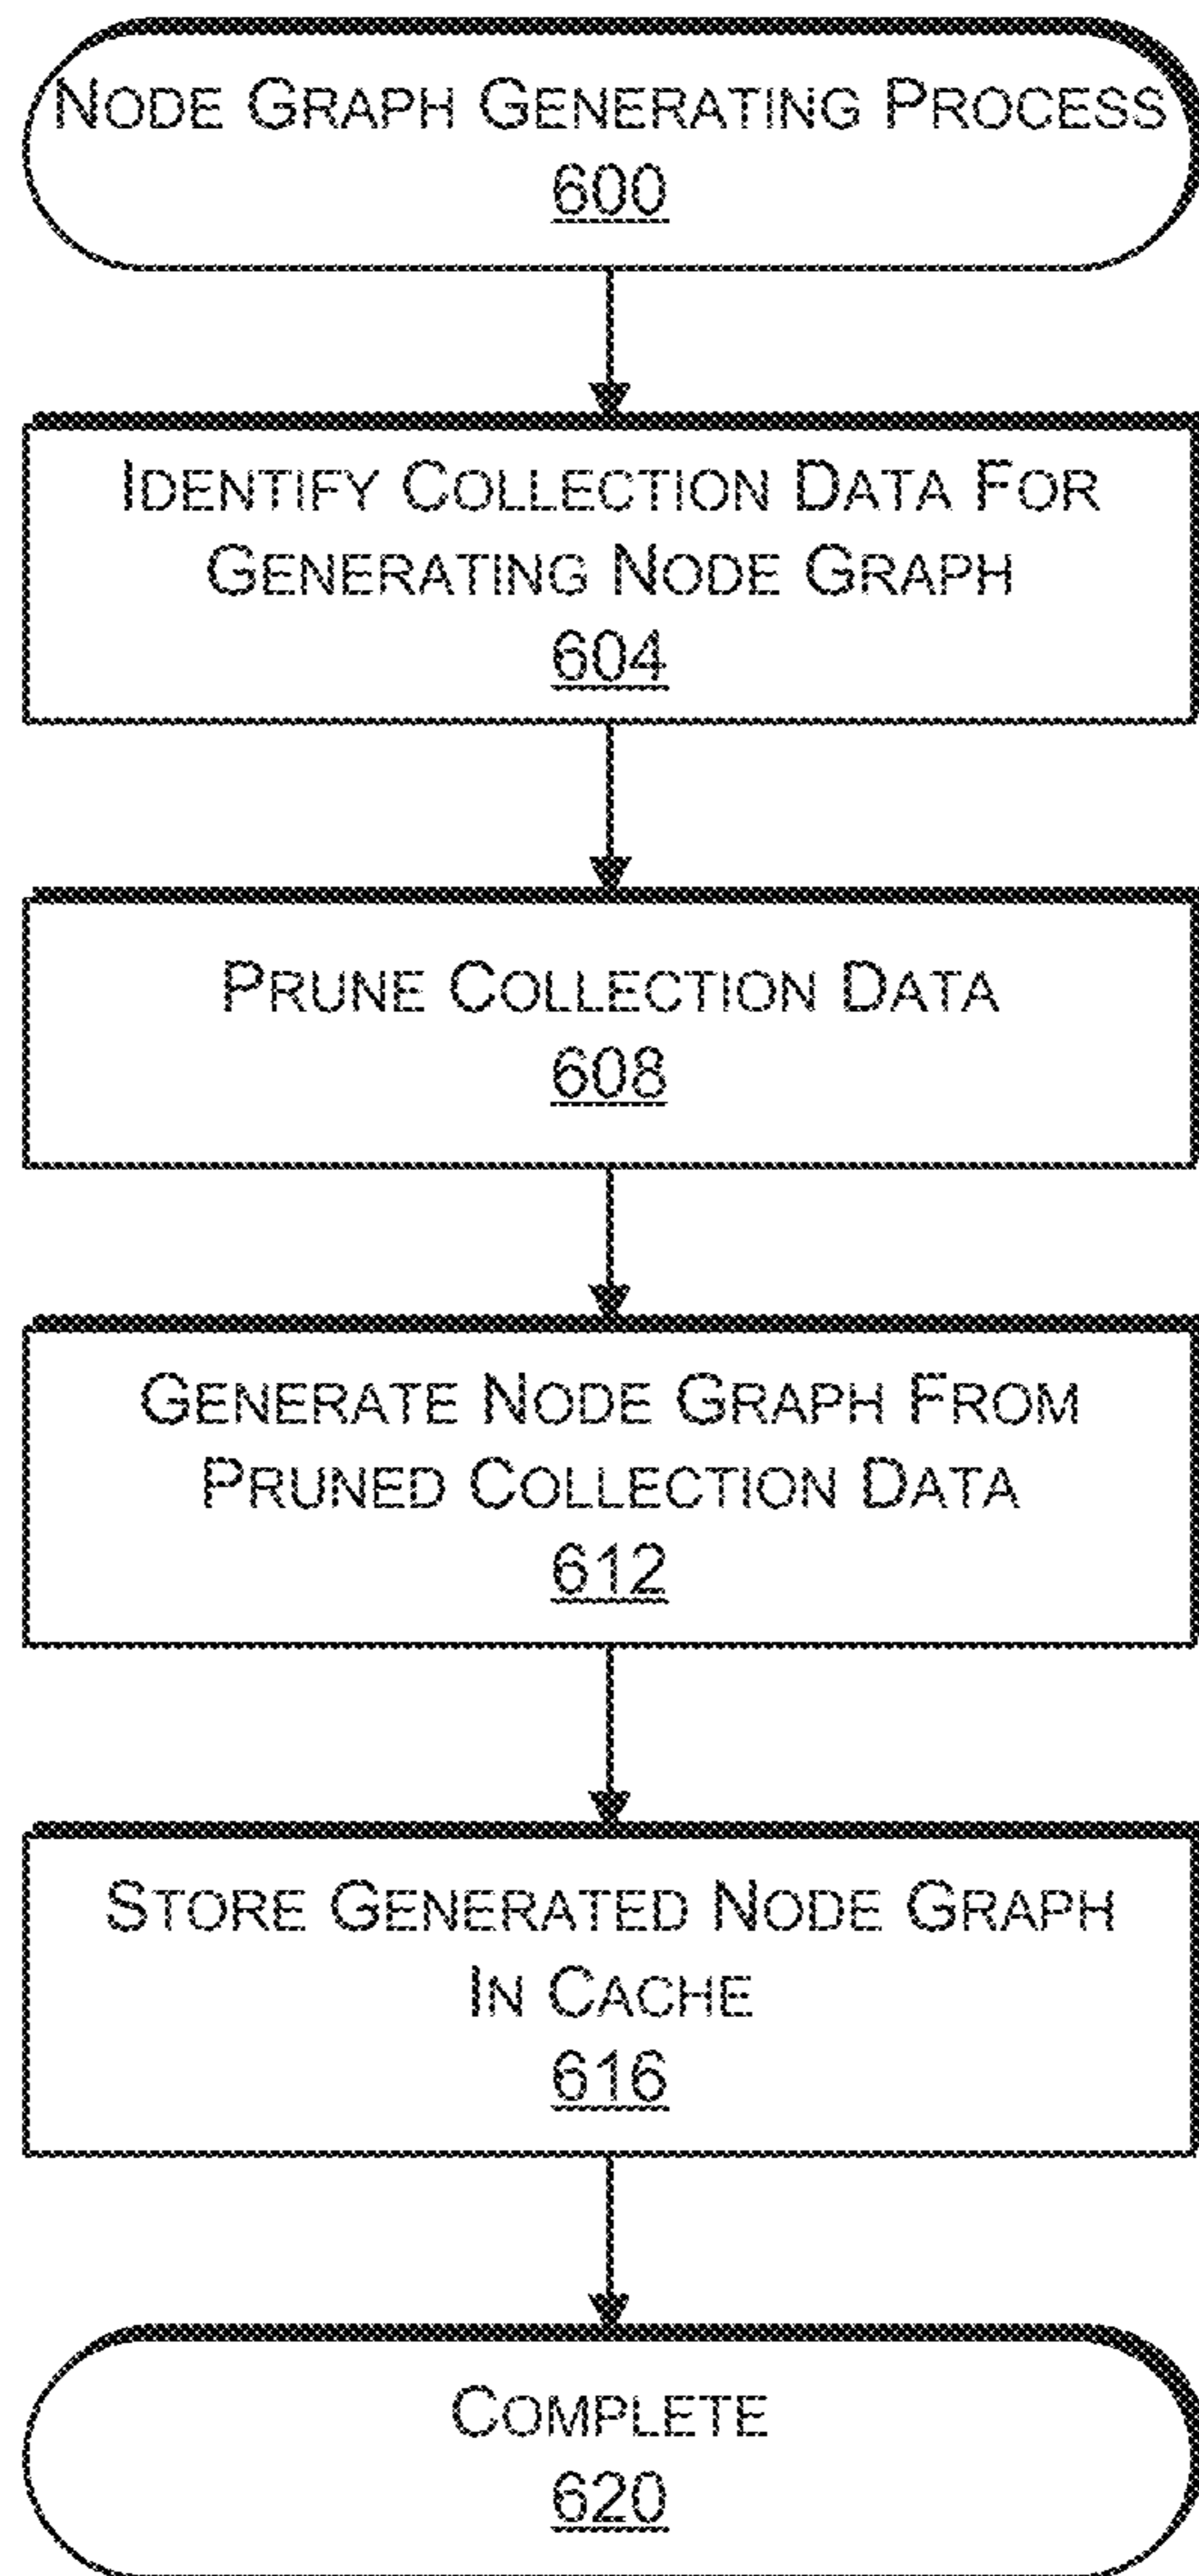 NODE GRAPH GENERATING PROCESS
600
IDENTIFY COLLECTION DATA FOR
GENERATING NODE GRAPH
604
PRUNE COLLECTION DATA
608
GENERATE NODE GRAPH FROM
PRUNED COLLECTION DATA
612
STORE GENERATED NODE GRAPH
IN CACHE
616
COMPLETE
620